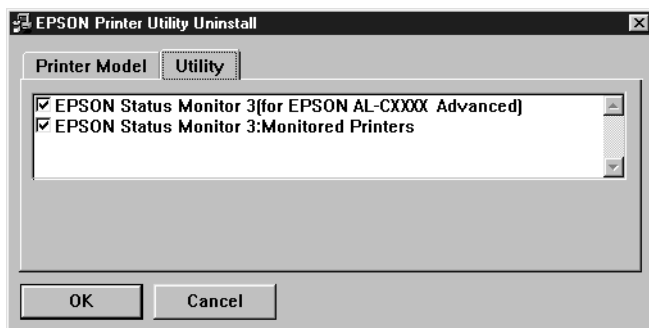 EPSON Printer Utility Uninstall
Printer Model Utility
EPSON Status Monitor 3(for EPSON AL-CXXXX Advanced)
EPSON Status Monitor 3:Monitored Printers
OK Cancel